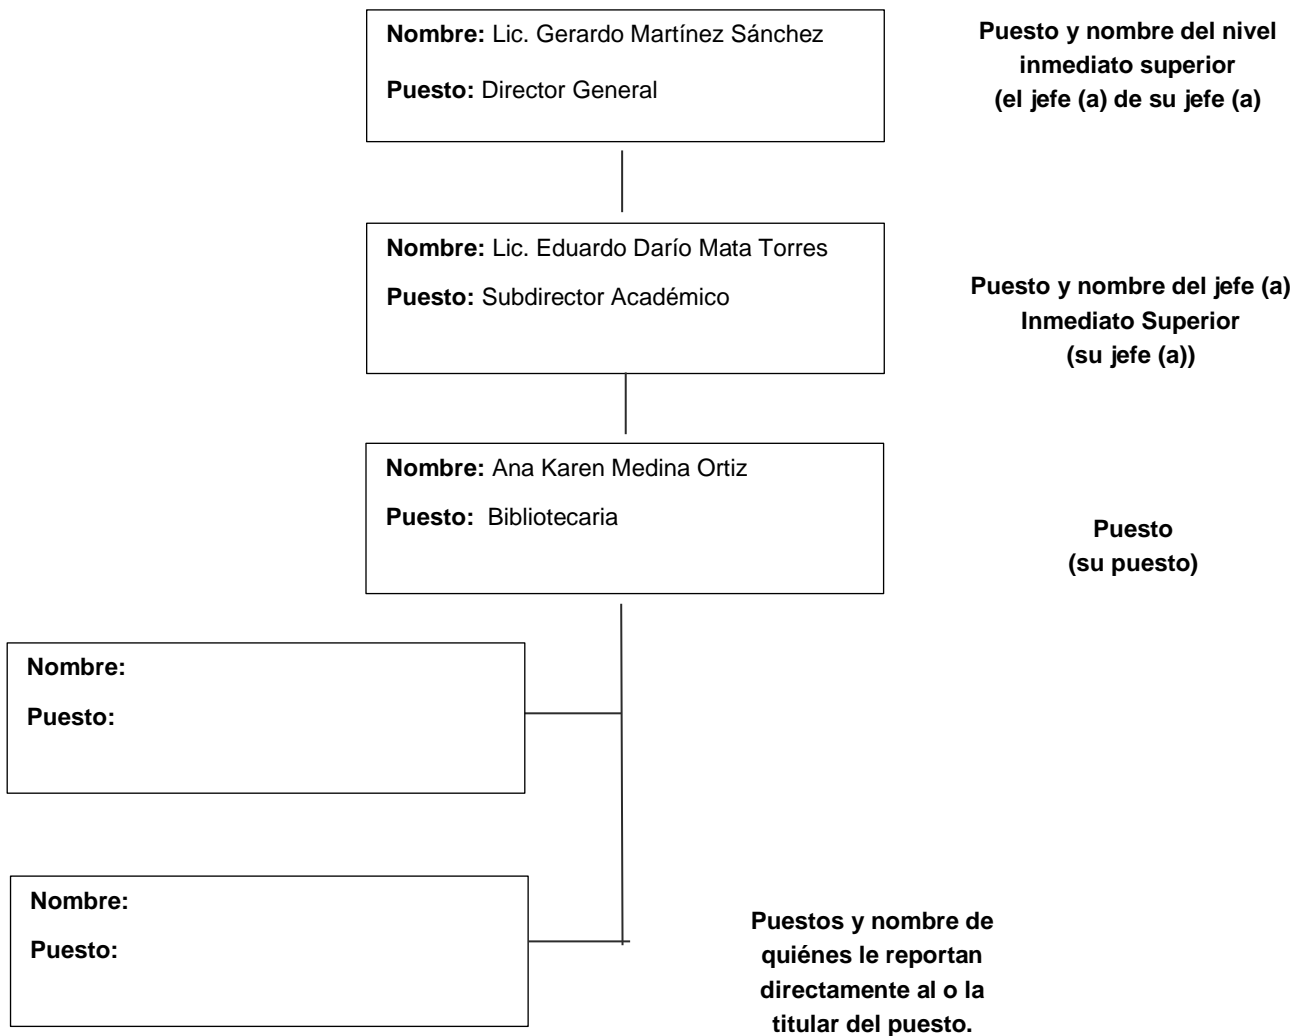 Nombre: Lic. Gerardo Martínez Sánchez
Puesto: Director General
Puesto y nombre del nivel
inmediato superior
(el jefe (a) de su jefe (a)
Nombre: Lic. Eduardo Darío Mata Torres
Puesto: Subdirector Académico
Puesto y nombre del jefe (a)
Inmediato Superior
(su jefe (a))
Nombre: Ana Karen Medina Ortiz
Puesto: Bibliotecaria
Puesto
(su puesto)
Nombre:
Puesto:
Nombre:
Puesto:
Puestos y nombre de
quiénes le reportan
directamente al o la
titular del puesto.